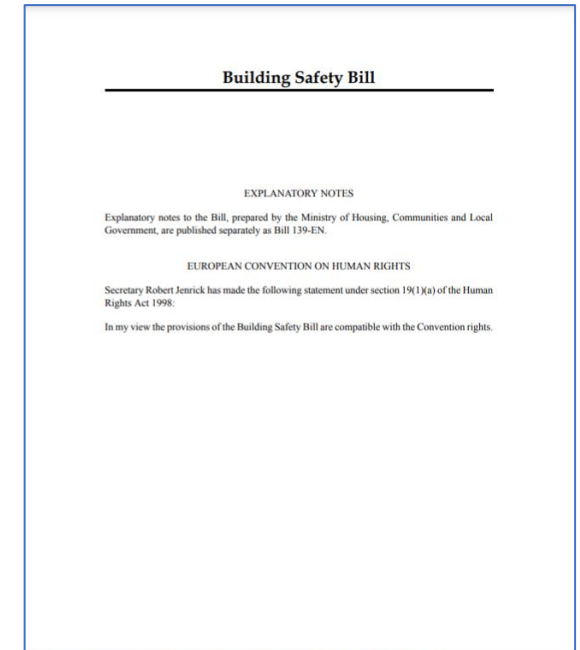 Building Safety Bill
EXPLANATORY NOTES
Explanatory notes to the Bill, prepared by the Ministry of Housing, Communities and Local
Government, are published separately as Bill 139-EN.
EUROPEAN CONVENTION ON HUMAN RIGHTS
Secretary Robert Jenrick has made the following statement under section 19(1)(a) of the Human
Rights Act 1998:
In my view the provisions of the Building Safety Bill are compatible with the Convention rights.